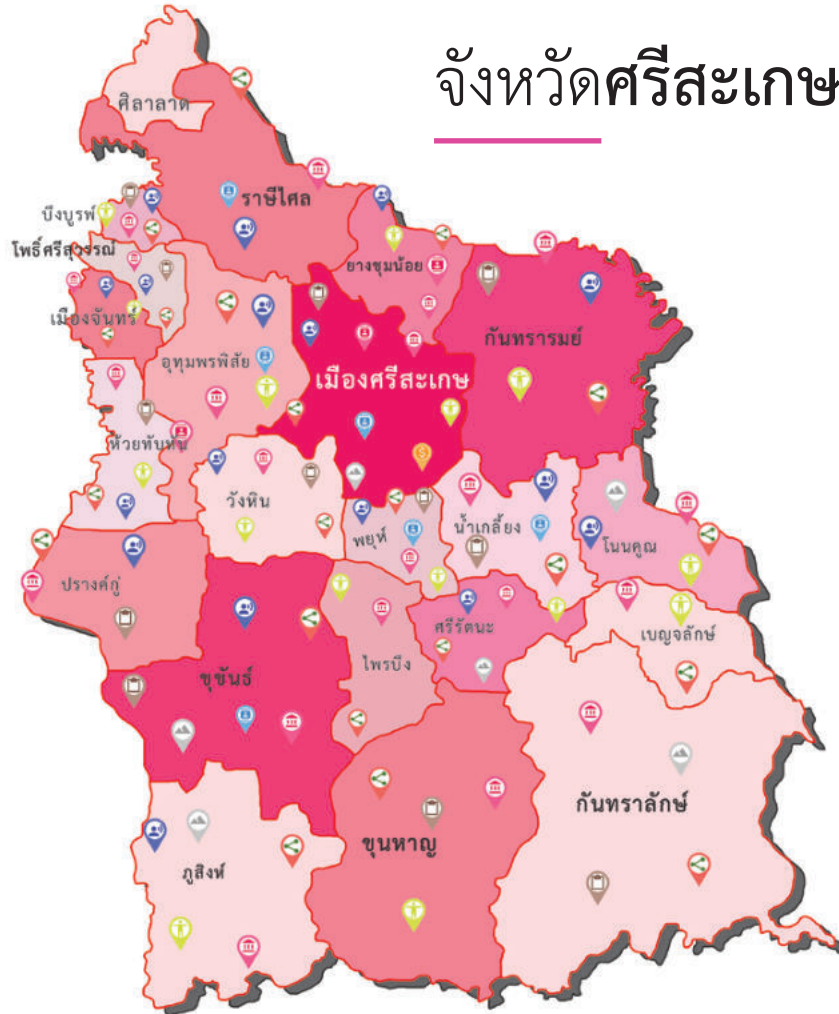 จังหวัดศรีสะเกษ
ศิลาลาด
ราษีไศล
บึงบูรพ์
โพธิ์ศรีสุวรรณ์
ยางชุมน้อย
เมืองจันทร์
กันทรารมย์
อุทุมพรพิสัย
เมืองศรีสะเกษ
ห้วยทับทัน
วังหิน
พยุห์
น้ำเกลี้ยง
โนนคูณ
ปรางค์กู่
ศรีรัตนะ
เบญจลักษ์
ไพรบึง
ขุขันธ์
กันทราลักษ์
ขุนหาญ
ภูสิงห์